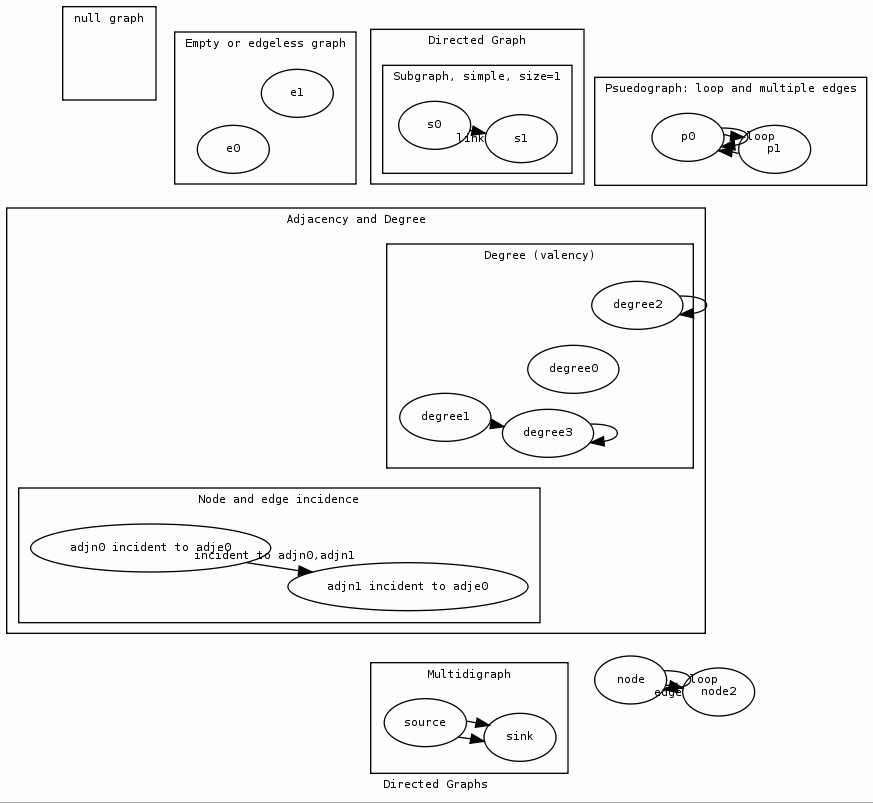 null graph
Empty or edgeless graph
e1
e0
Directed Graph
Subgraph, simple, size=1
s0
link
s1
Psuedograph: loop and multiple edges
p0
loop
p1
Adjacency and Degree
Degree (valency)
degree2
degree0
degree1
degree3
Node and edge incidence
adjn0 incident to adje0
incident to adjn0,adjn1
adjn1 incident to adje0
node
loop
edge
node2
Multidigraph
source
sink
Directed Graphs